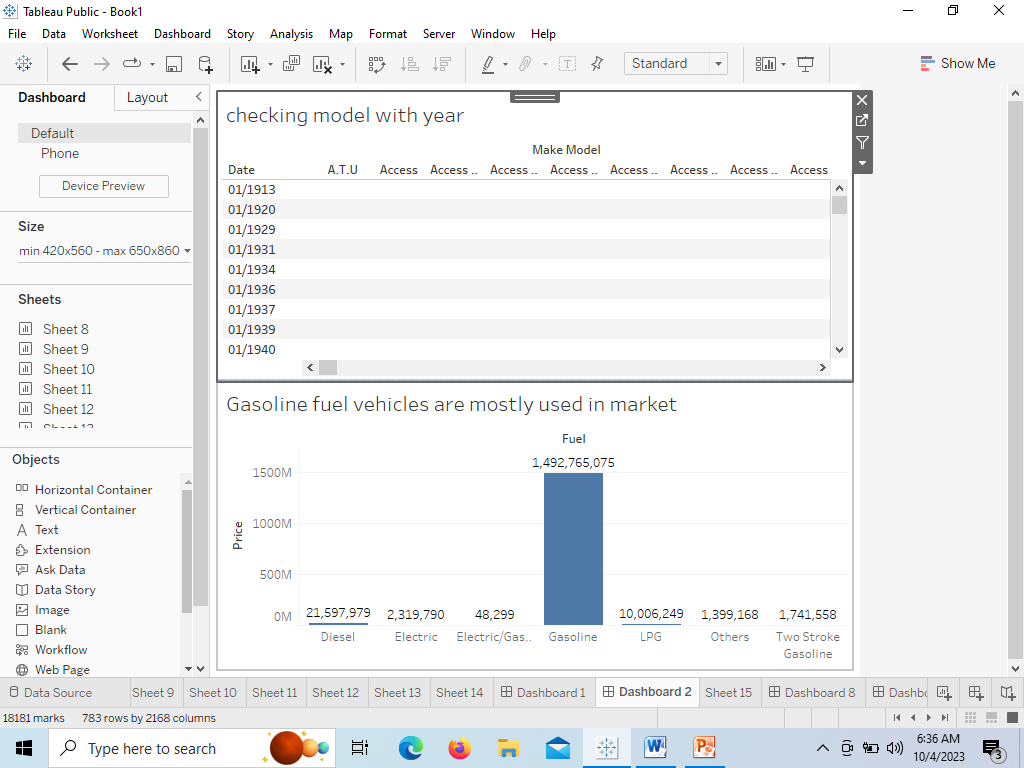 Tableau Public - Book1
File Data Worksheet Dashboard Story Analysis Map Format Server Window Help
Standard
Show Me
Dashboard Layout
Default
Phone
Device Preview
Size
min 420x560 - max 650x860
Sheets
Sheet 8
Sheet 9
Sheet 10
Sheet 11
Sheet 12
Objects
Horizontal Container
Vertical Container
Text
Extension
Ask Data
Data Story
Image
Blank
Workflow
Web Page
checking model with year
Make Model
Date A.T.U Access Access .. Access .. Access .. Access .. Access .. Access .. Access
01/1913
01/1920
01/1929
01/1931
01/1934
01/1936
01/1937
01/1939
01/1940
Gasoline fuel vehicles are mostly used in market
Fuel
1,492,765,075
1500M
1000M
500M
0M
Price
21,597,979 2,319,790 48,299 10,006,249 1,399,168 1,741,558
Diesel Electric Electric/Gas.. Gasoline LPG Others Two Stroke
Gasoline
Data Source Sheet 9 Sheet 10 Sheet 11 Sheet 12 Sheet 13 Sheet 14 Dashboard 1 Dashboard 2 Sheet 15 Dashboard 8 Dashb
18181 marks 783 rows by 2168 columns
Type here to search
6:36 AM
10/4/2023
3